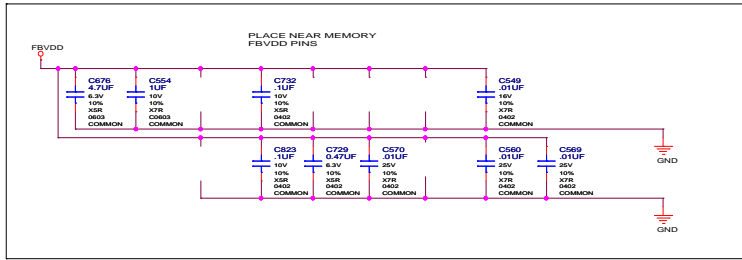 PLACE NEAR MEMORY
FBVDD PINS
FBVDD
C676
4.7UF
6.3V
10%
X5R
0603
COMMON
C554
1UF
10V
10%
X7R
C0603
COMMON
C732
.1UF
10V
10%
X5R
0402
COMMON
C549
.01UF
16V
10%
X7R
0402
COMMON
GND
C823
.1UF
10V
10%
X5R
0402
COMMON
C729
0.47UF
6.3V
10%
X5R
0402
COMMON
C570
.01UF
25V
10%
X7R
0402
COMMON
C560
.01UF
25V
10%
X7R
0402
COMMON
C569
.01UF
25V
10%
X7R
0402
COMMON
GND